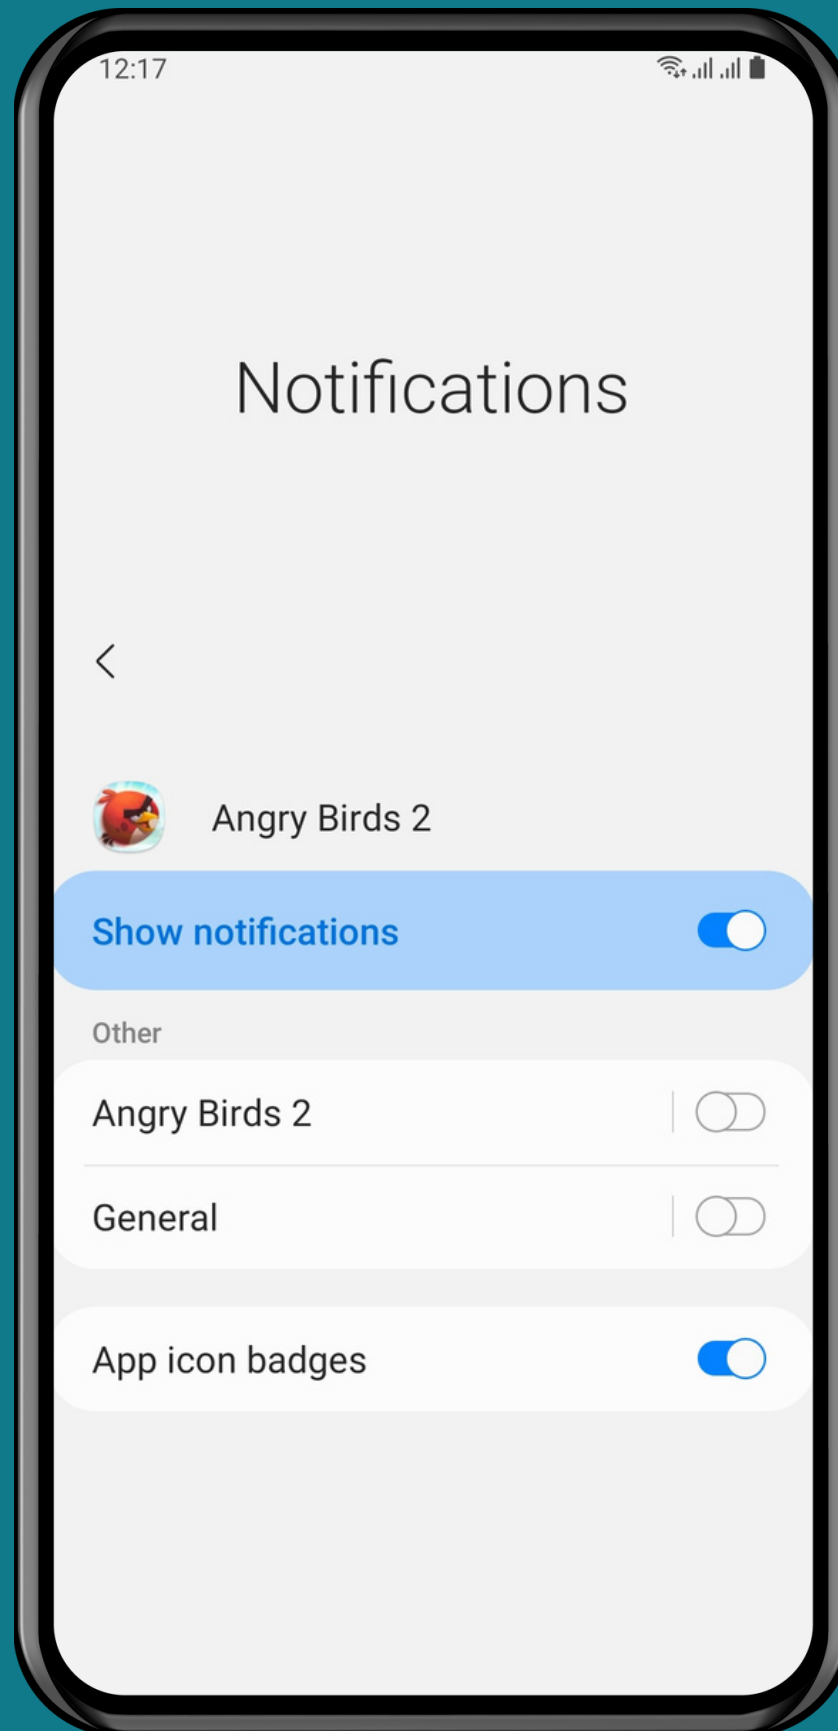 12:17
Notifications
Angry Birds 2
Show notifications
Other
Angry Birds 2
General
App icon badges